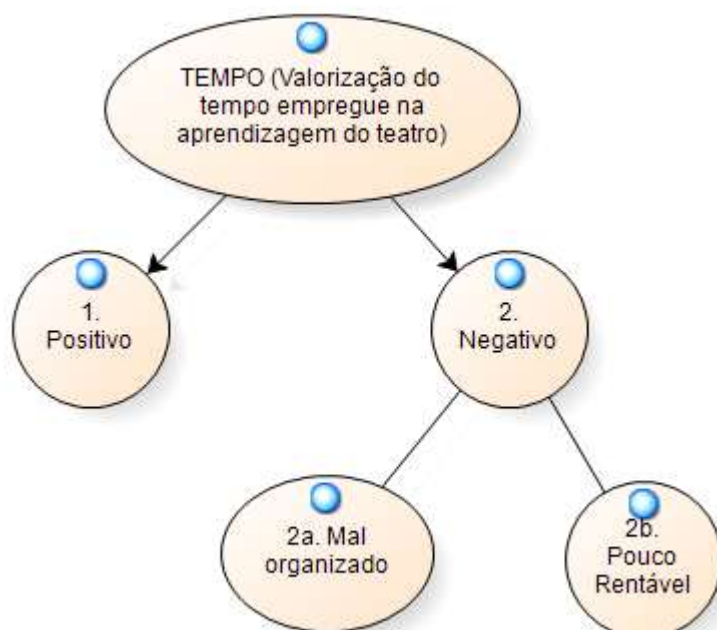 TEMPO (Valorização do
tempo empregue na
aprendizagem do teatro)
1.
Positivo
2.
Negativo
2a. Mal
organizado
2b.
Pouco
Rentável